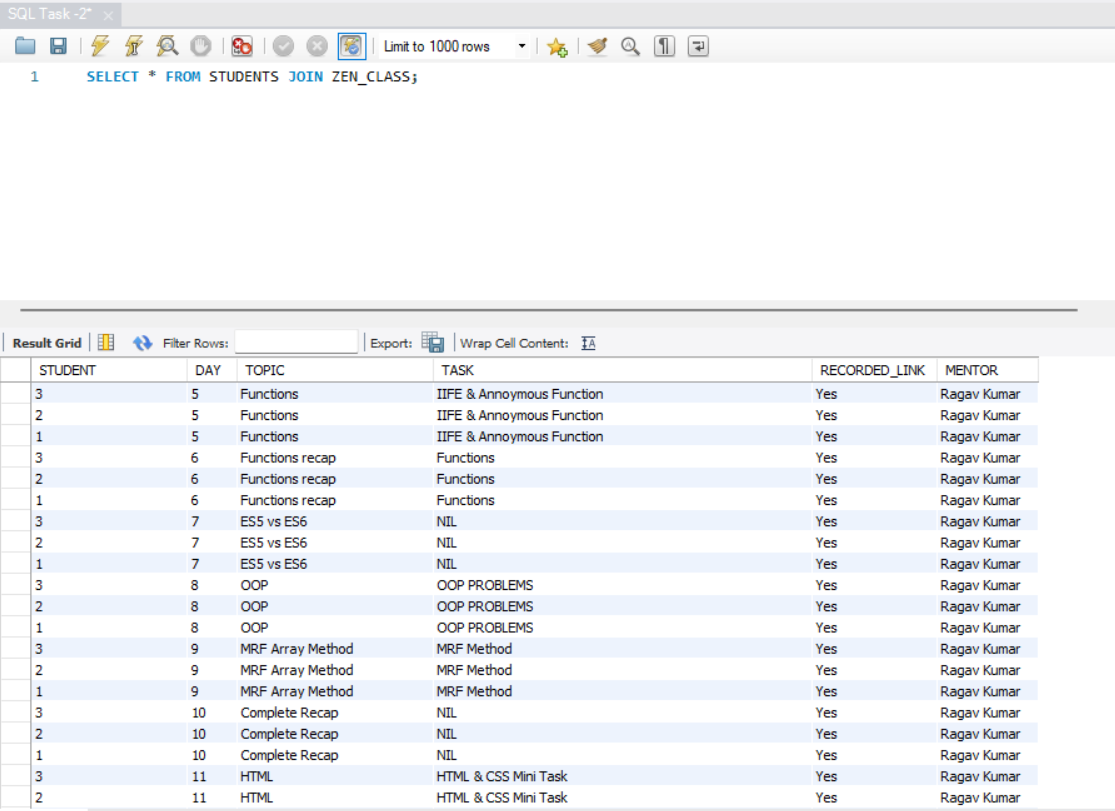 SQL Task -2*
Limit to 1000 rows
1 SELECT * FROM STUDENTS JOIN ZEN_CLASS;
Result Grid Filter Rows: Export: Wrap Cell Content:
STUDENT DAY TOPIC TASK RECORDED_LINK MENTOR
3 5 Functions IIFE & Annoymous Function Yes Ragav Kumar
2 5 Functions IIFE & Annoymous Function Yes Ragav Kumar
1 5 Functions IIFE & Annoymous Function Yes Ragav Kumar
3 6 Functions recap Functions Yes Ragav Kumar
2 6 Functions recap Functions Yes Ragav Kumar
1 6 Functions recap Functions Yes Ragav Kumar
3 7 ES5 vs ES6 NIL Yes Ragav Kumar
2 7 ES5 vs ES6 NIL Yes Ragav Kumar
1 7 ES5 vs ES6 NIL Yes Ragav Kumar
3 8 OOP OOP PROBLEMS Yes Ragav Kumar
2 8 OOP OOP PROBLEMS Yes Ragav Kumar
1 8 OOP OOP PROBLEMS Yes Ragav Kumar
3 9 MRF Array Method MRF Method Yes Ragav Kumar
2 9 MRF Array Method MRF Method Yes Ragav Kumar
1 9 MRF Array Method MRF Method Yes Ragav Kumar
3 10 Complete Recap NIL Yes Ragav Kumar
2 10 Complete Recap NIL Yes Ragav Kumar
1 10 Complete Recap NIL Yes Ragav Kumar
3 11 HTML HTML & CSS Mini Task Yes Ragav Kumar
2 11 HTML HTML & CSS Mini Task Yes Ragav Kumar